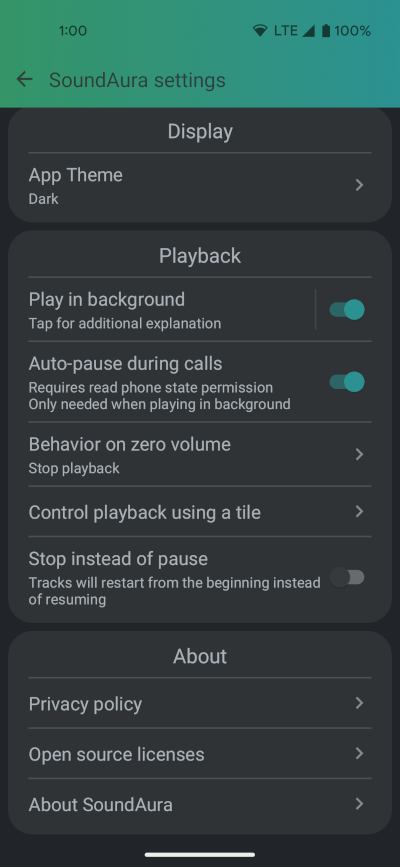 1:00
LTE
100%
SoundAura settings
Display
App Theme
Dark
Playback
Play in background
Tap for additional explanation
Auto-pause during calls
Requires read phone state permission
Only needed when playing in background
Behavior on zero volume
Stop playback
Control playback using a tile
Stop instead of pause
Tracks will restart from the beginning instead
of resuming
About
Privacy policy
Open source licenses
About SoundAura